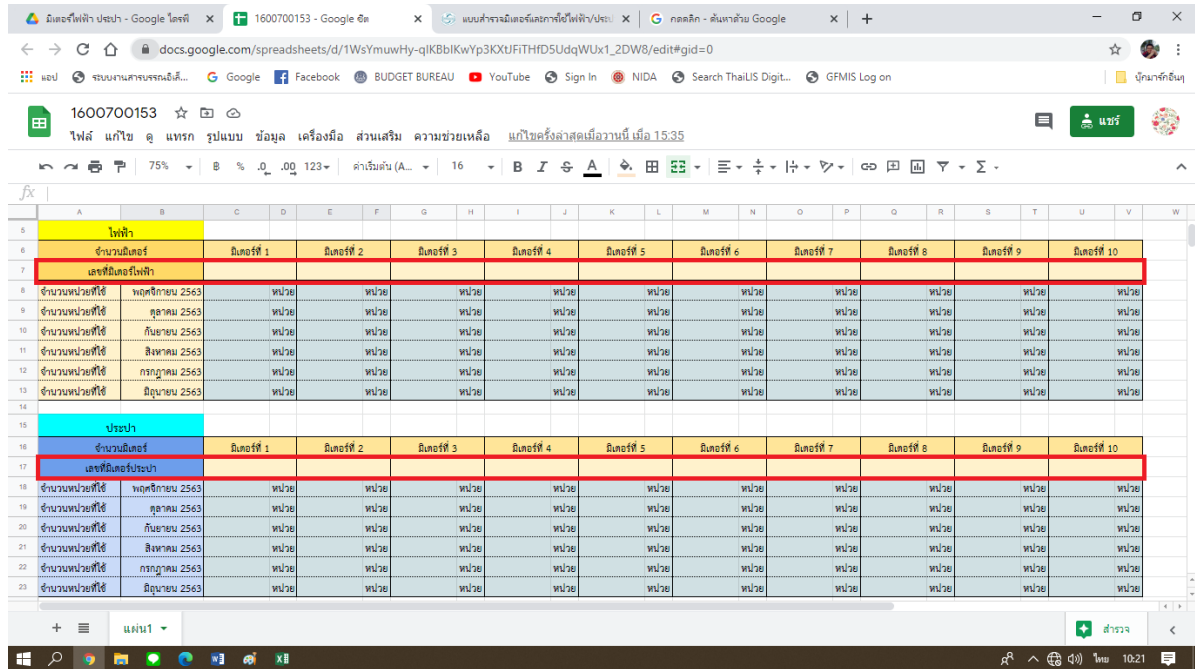 มิเตอร์ไฟฟ้า ประปา - Google ไดรฟ์ 1600700153 - Google ชีต แบบสำรวจมิเตอร์และการใช้ไฟฟ้า/ประป กดคลิก - ค้นหาด้วย Google
docs.google.com/spreadsheets/d/1WsYmuwHy-qlKBbIKwYp3KXtJFiTHfD5UdqWUx1_2DW8/edit#gid=0
แอป ระบบงานสารบรรณอิเล็... Google Facebook BUDGET BUREAU YouTube Sign In NIDA Search ThaiLIS Digit... GFMIS Log on บุ๊กมาร์กอื่นๆ
1600700153
ไฟล์ แก้ไข ดู แทรก รูปแบบ ข้อมูล เครื่องมือ ส่วนเสริม ความช่วยเหลือ แก้ไขครั้งล่าสุดเมื่อวานนี้ เมื่อ 15:35 แชร์
75% ฿ % .0 .00 123 ค่าเริ่มต้น (A... 16 B I S A
fx
A B C D E F G H I J K L M N O P Q R S T U V W
5 ไฟฟ้า
6 จำนวนมิเตอร์ มิเตอร์ที่ 1 มิเตอร์ที่ 2 มิเตอร์ที่ 3 มิเตอร์ที่ 4 มิเตอร์ที่ 5 มิเตอร์ที่ 6 มิเตอร์ที่ 7 มิเตอร์ที่ 8 มิเตอร์ที่ 9 มิเตอร์ที่ 10
7 เลขที่มิเตอร์ไฟฟ้า
8 จำนวนหน่วยที่ใช้ พฤศจิกายน 2563 หน่วย หน่วย หน่วย หน่วย หน่วย หน่วย หน่วย หน่วย หน่วย หน่วย
9 จำนวนหน่วยที่ใช้ ตุลาคม 2563 หน่วย หน่วย หน่วย หน่วย หน่วย หน่วย หน่วย หน่วย หน่วย หน่วย
10 จำนวนหน่วยที่ใช้ กันยายน 2563 หน่วย หน่วย หน่วย หน่วย หน่วย หน่วย หน่วย หน่วย หน่วย หน่วย
11 จำนวนหน่วยที่ใช้ สิงหาคม 2563 หน่วย หน่วย หน่วย หน่วย หน่วย หน่วย หน่วย หน่วย หน่วย หน่วย
12 จำนวนหน่วยที่ใช้ กรกฎาคม 2563 หน่วย หน่วย หน่วย หน่วย หน่วย หน่วย หน่วย หน่วย หน่วย หน่วย
13 จำนวนหน่วยที่ใช้ มิถุนายน 2563 หน่วย หน่วย หน่วย หน่วย หน่วย หน่วย หน่วย หน่วย หน่วย หน่วย
14
15 ประปา
16 จำนวนมิเตอร์ มิเตอร์ที่ 1 มิเตอร์ที่ 2 มิเตอร์ที่ 3 มิเตอร์ที่ 4 มิเตอร์ที่ 5 มิเตอร์ที่ 6 มิเตอร์ที่ 7 มิเตอร์ที่ 8 มิเตอร์ที่ 9 มิเตอร์ที่ 10
17 เลขที่มิเตอร์ประปา
18 จำนวนหน่วยที่ใช้ พฤศจิกายน 2563 หน่วย หน่วย หน่วย หน่วย หน่วย หน่วย หน่วย หน่วย หน่วย หน่วย
19 จำนวนหน่วยที่ใช้ ตุลาคม 2563 หน่วย หน่วย หน่วย หน่วย หน่วย หน่วย หน่วย หน่วย หน่วย หน่วย
20 จำนวนหน่วยที่ใช้ กันยายน 2563 หน่วย หน่วย หน่วย หน่วย หน่วย หน่วย หน่วย หน่วย หน่วย หน่วย
21 จำนวนหน่วยที่ใช้ สิงหาคม 2563 หน่วย หน่วย หน่วย หน่วย หน่วย หน่วย หน่วย หน่วย หน่วย หน่วย
22 จำนวนหน่วยที่ใช้ กรกฎาคม 2563 หน่วย หน่วย หน่วย หน่วย หน่วย หน่วย หน่วย หน่วย หน่วย หน่วย
23 จำนวนหน่วยที่ใช้ มิถุนายน 2563 หน่วย หน่วย หน่วย หน่วย หน่วย หน่วย หน่วย หน่วย หน่วย หน่วย
แผ่น1 สำรวจ
ไทย 10:21